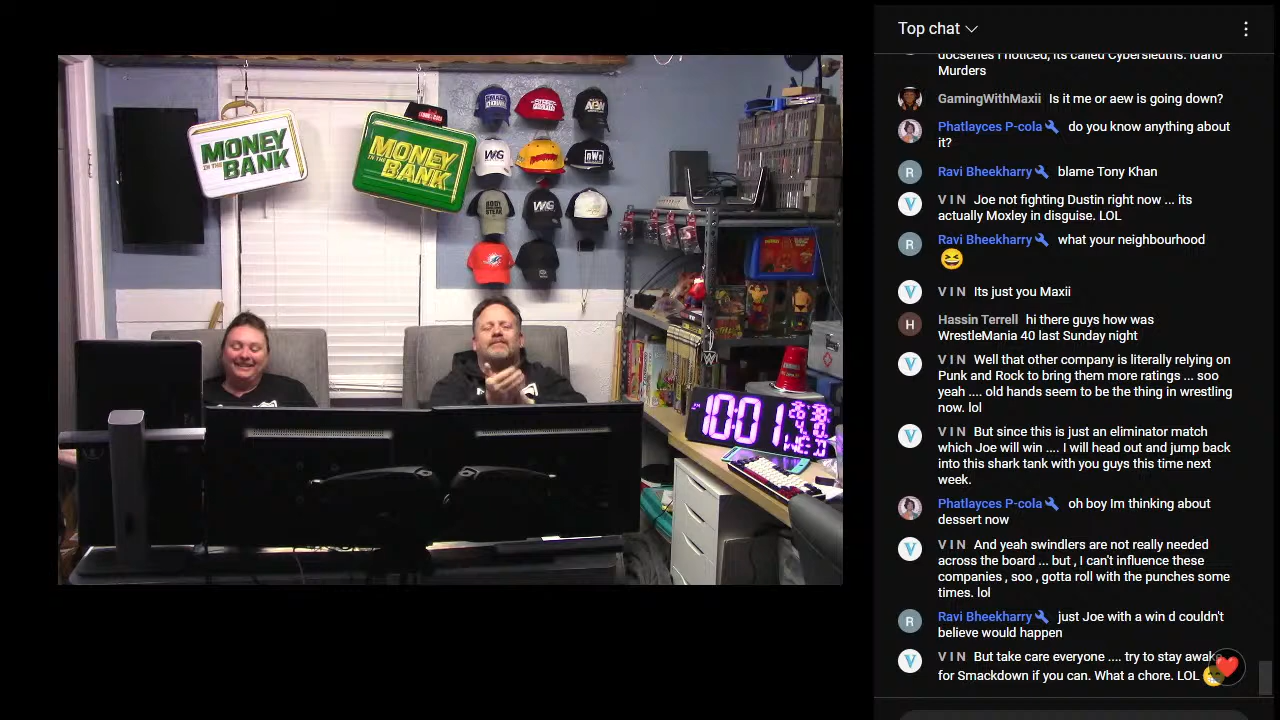 Top chat
docseries I noticed, its called Cybersleuths: Idaho
Murders
GamingWithMaxii Is it me or aew is going down?
Phatlayces P-cola do you know anything about
it?
Ravi Bheekharry blame Tony Khan
V I N Joe not fighting Dustin right now ... its
actually Moxley in disguise. LOL
Ravi Bheekharry what your neighbourhood
V I N Its just you Maxii
Hassin Terrell hi there guys how was
WrestleMania 40 last Sunday night
V I N Well that other company is literally relying on
Punk and Rock to bring them more ratings ... soo
yeah .... old hands seem to be the thing in wrestling
now. lol
V I N But since this is just an eliminator match
which Joe will win .... I will head out and jump back
into this shark tank with you guys this time next
week.
Phatlayces P-cola oh boy Im thinking about
dessert now
V I N And yeah swindlers are not really needed
across the board ... but , I can't influence these
companies , soo , gotta roll with the punches some
times. lol
Ravi Bheekharry just Joe with a win d couldn't
believe would happen
V I N But take care everyone .... try to stay awake
for Smackdown if you can. What a chore. LOL
MONEY
IN THE BANK
MONEY
IN THE BANK
nWo
10:01